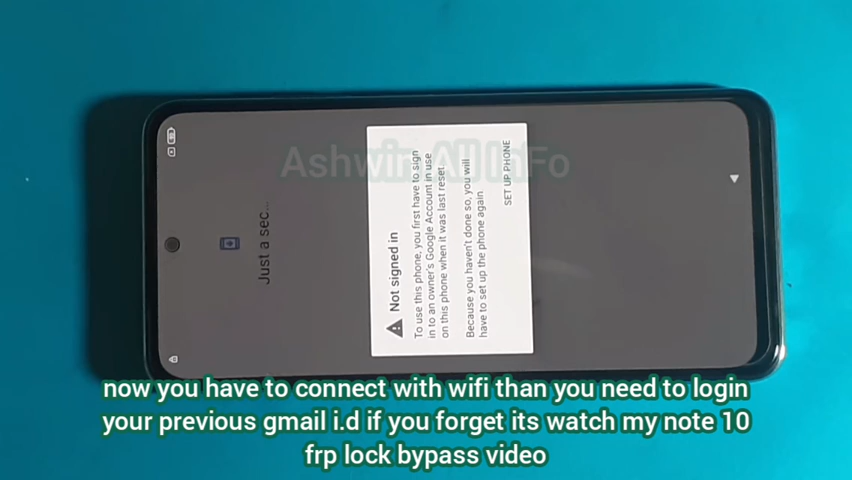 Ashwin All InFo
Just a sec...
Not signed in
To use this phone, you first have to sign
in to an owner's Google Account in use
on this phone when it was last reset.
Because you haven't done so, you will
have to set up the phone again
SET UP PHONE
now you have to connect with wifi than you need to login
your previous gmail i.d if you forget its watch my note 10
frp lock bypass video